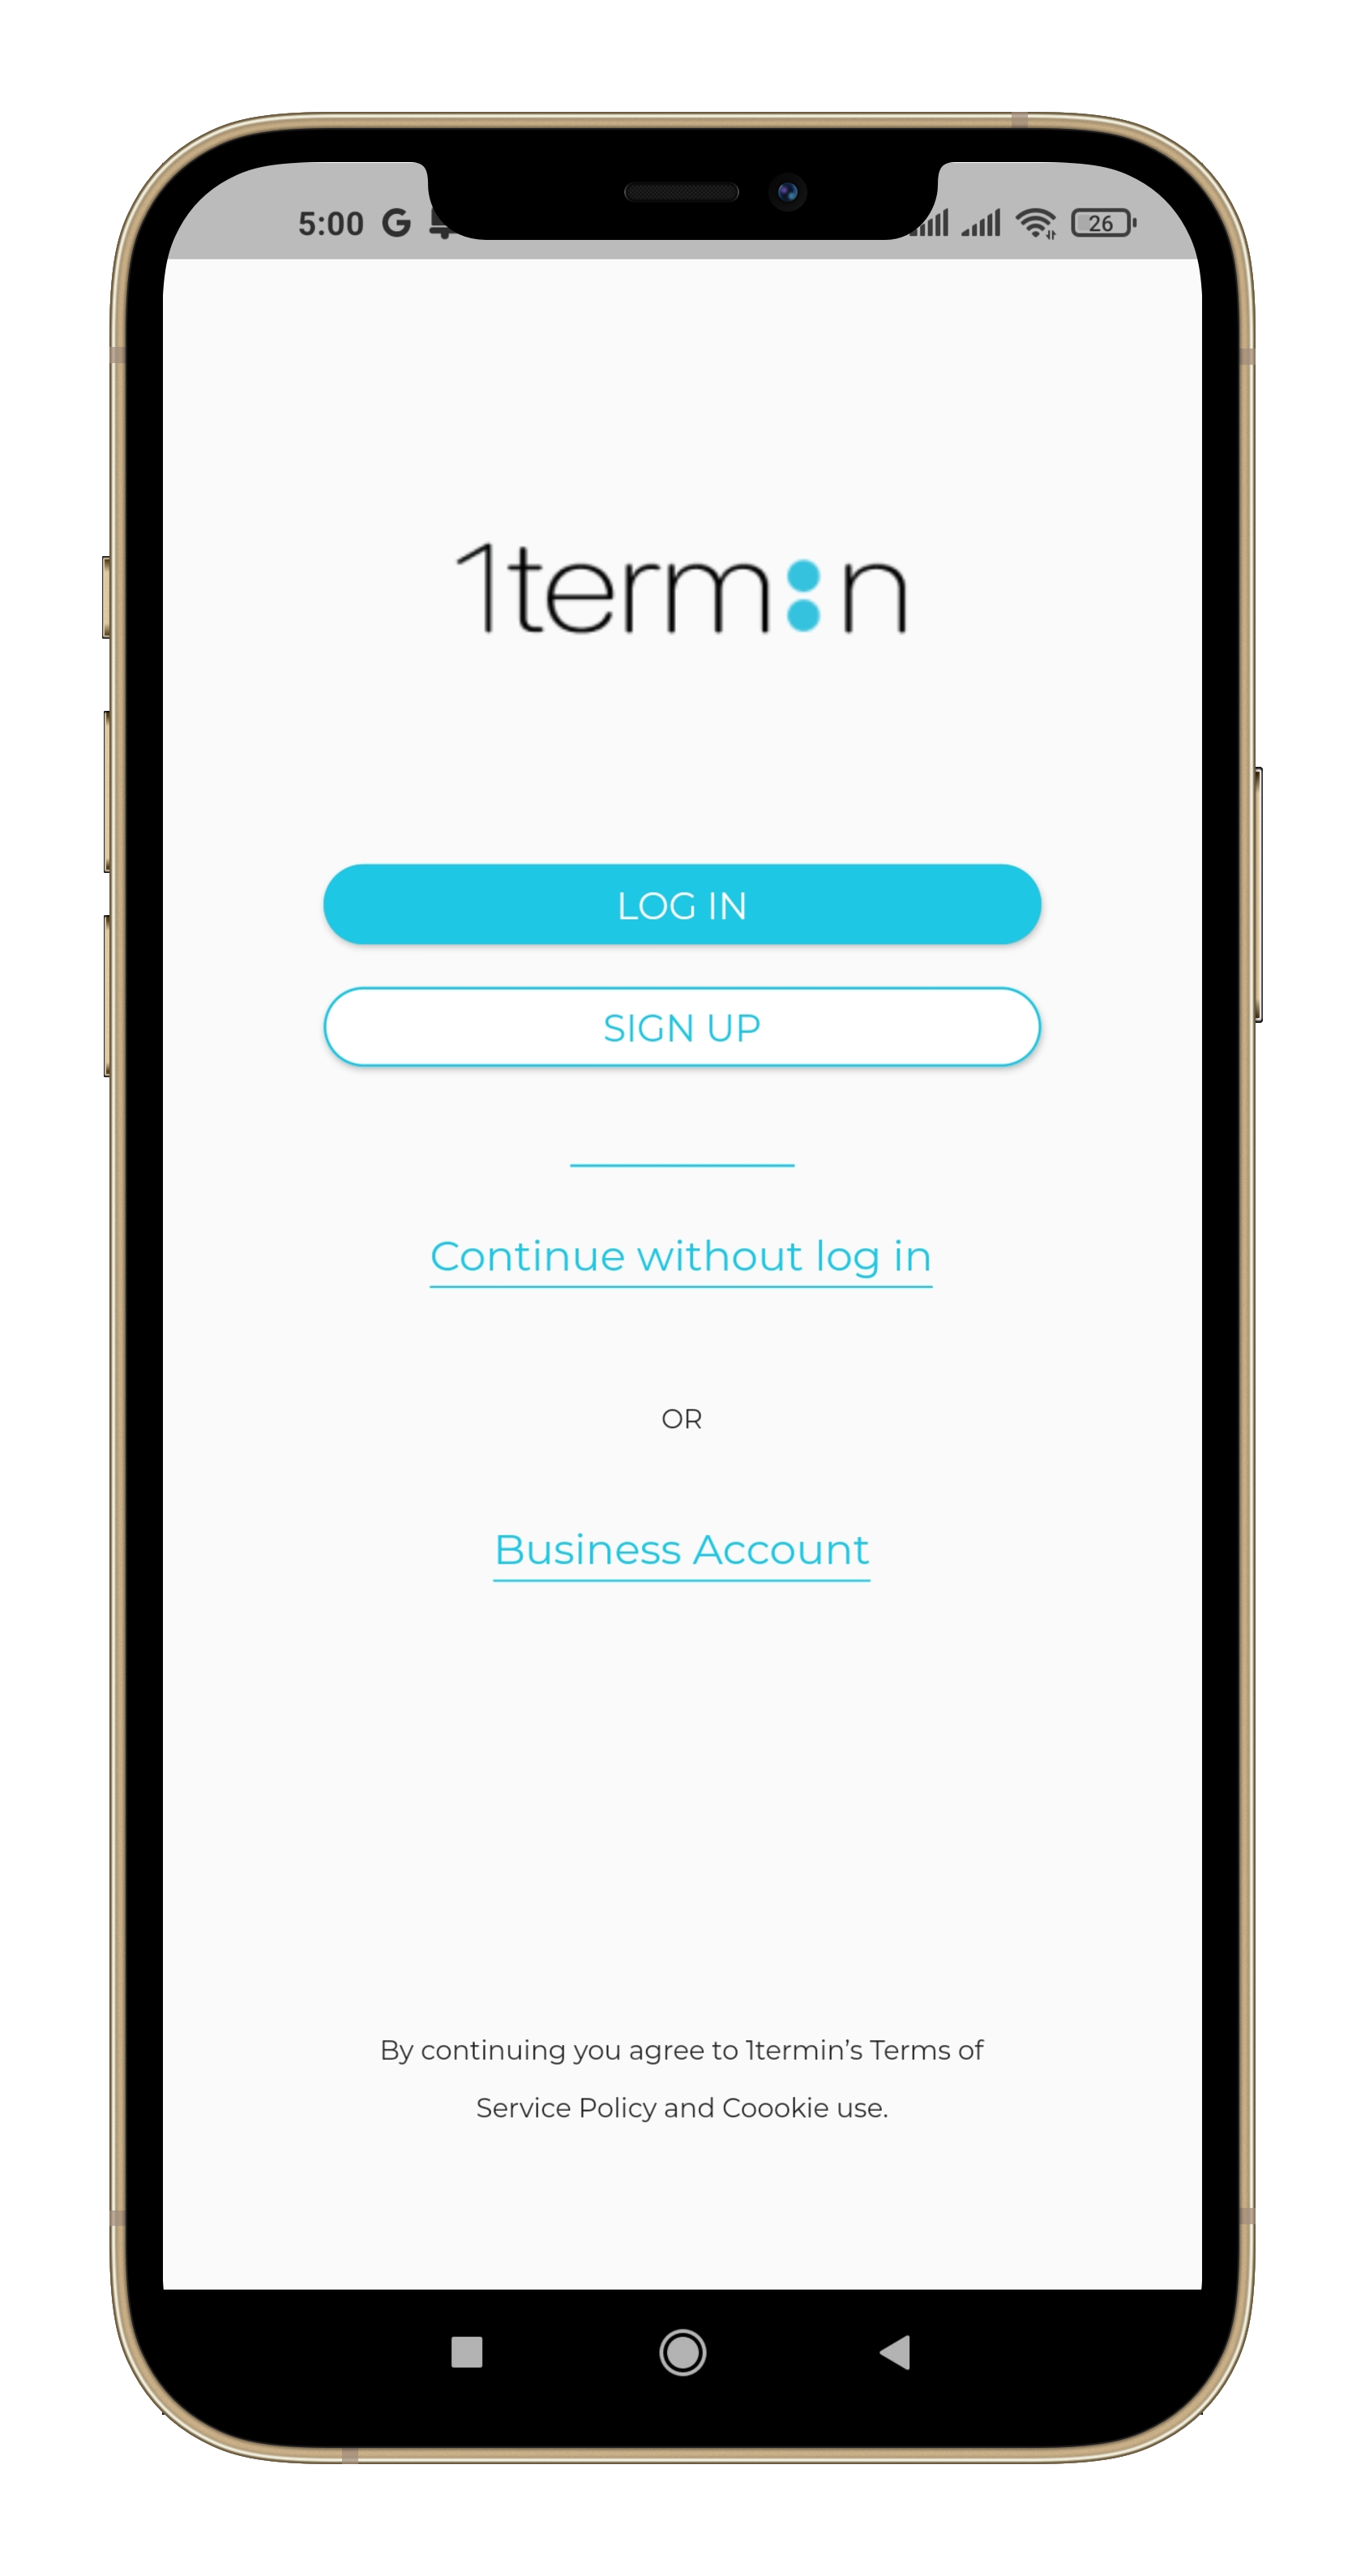 5:00 G 26
1term:n
LOG IN
SIGN UP
Continue without log in
OR
Business Account
By continuing you agree to 1termin's Terms of
Service Policy and Coookie use.